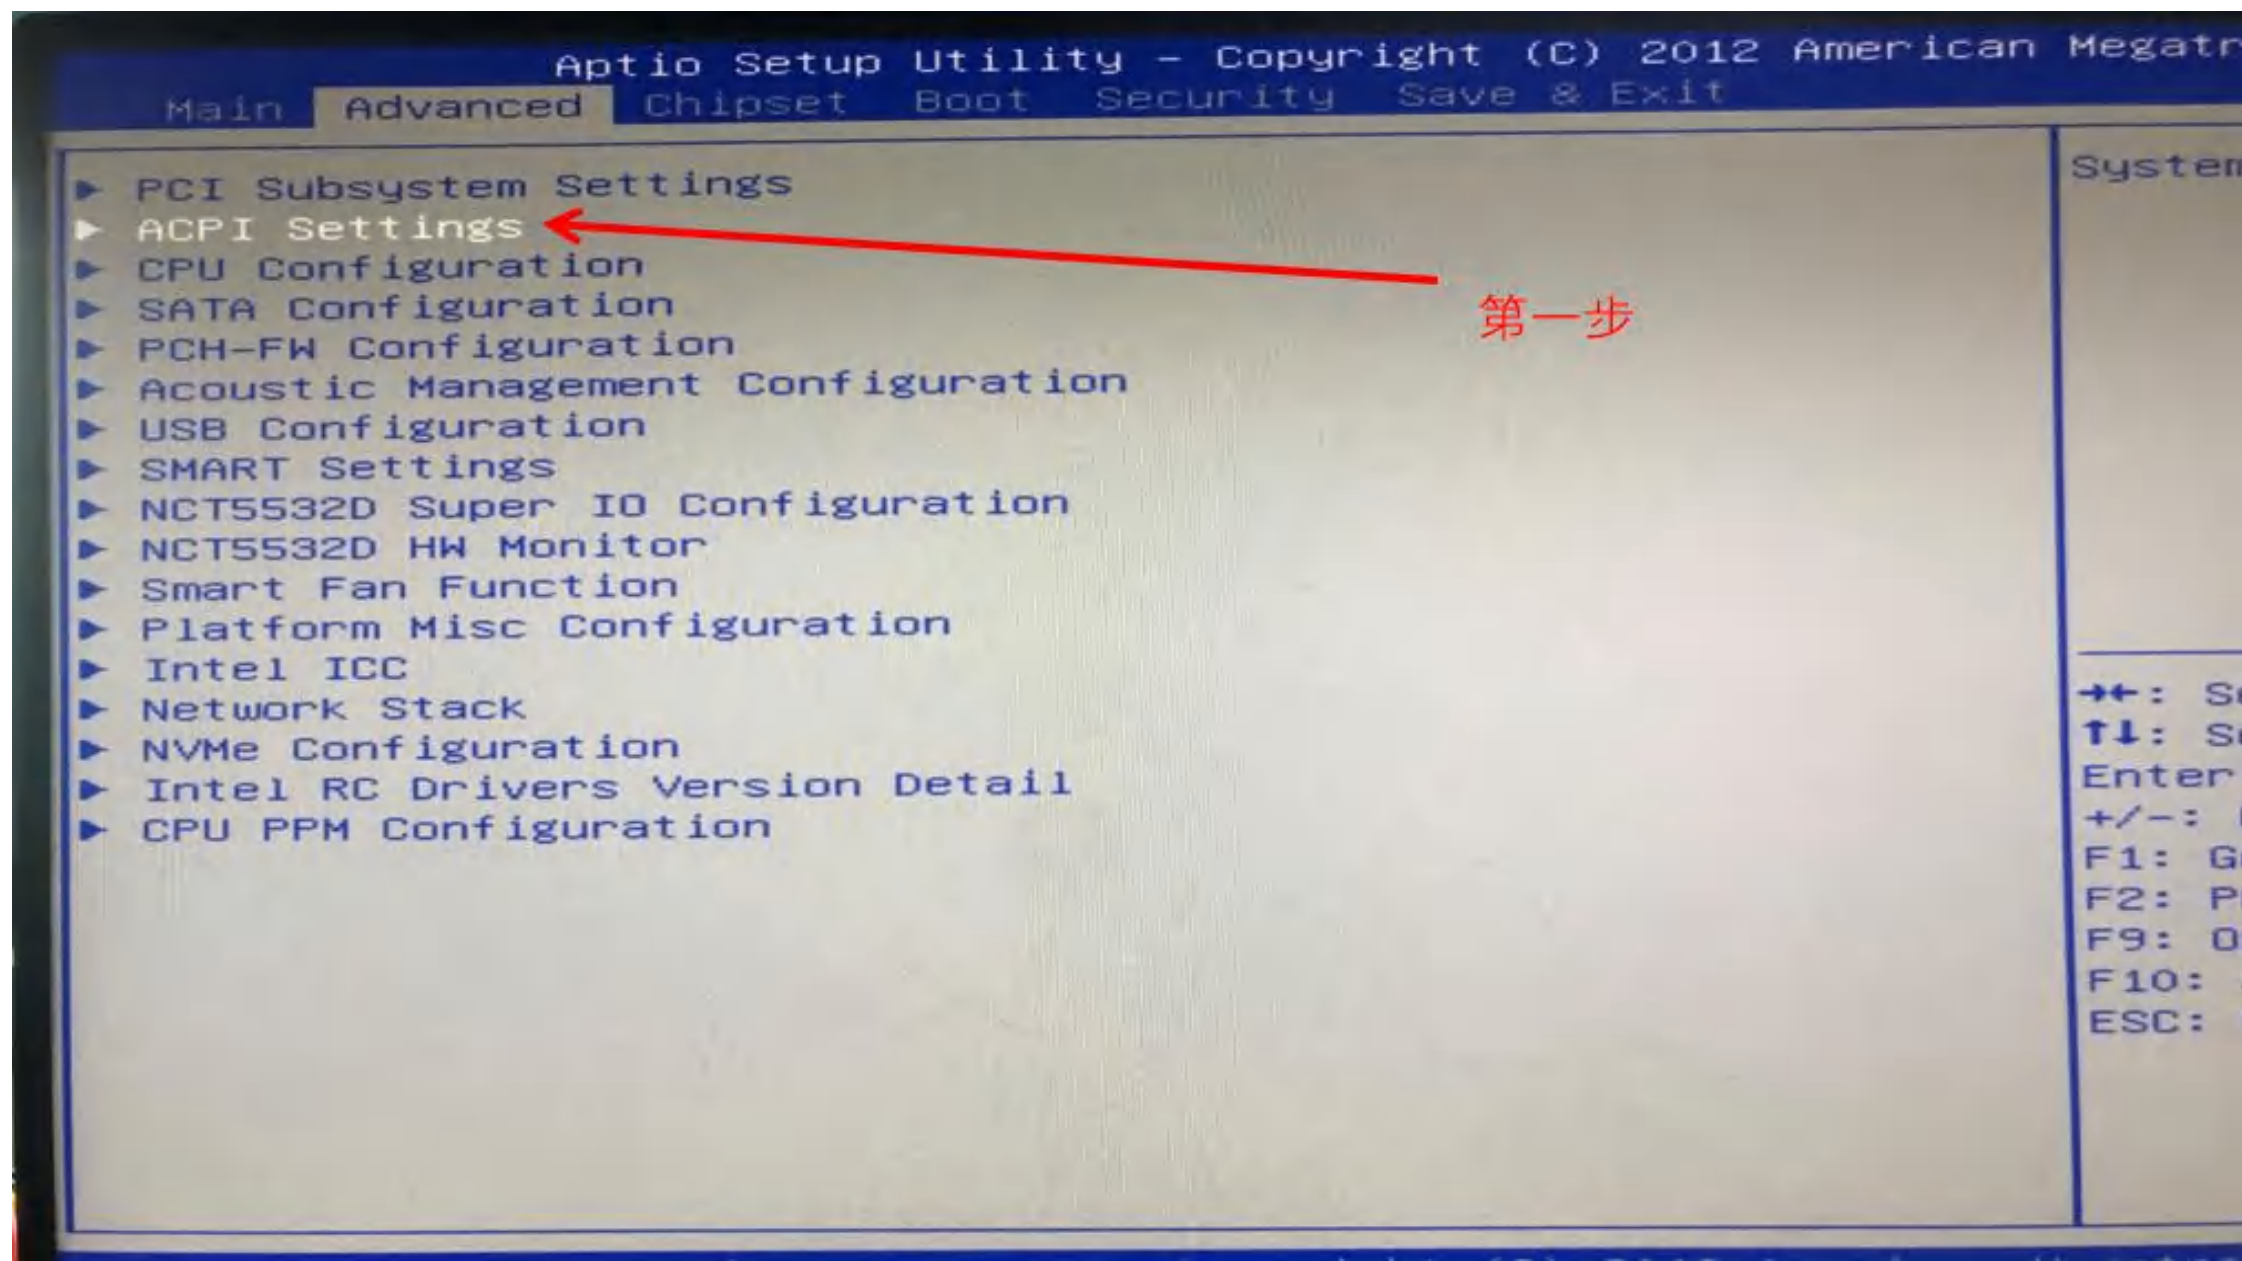 Aptio Setup Utility - Copyright (C) 2012 American Megatr
Main Advanced Chipset Boot Security Save & Exit
PCI Subsystem Settings
ACPI Settings
CPU Configuration
SATA Configuration
PCH-FW Configuration
Acoustic Management Configuration
USB Configuration
SMART Settings
NCT5532D Super IO Configuration
NCT5532D HW Monitor
Smart Fan Function
Platform Misc Configuration
Intel ICC
Network Stack
NVMe Configuration
Intel RC Drivers Version Detail
CPU PPM Configuration
第一步
System
→←: Se
↑↓: Se
Enter
+/-:
F1: Ge
F2: P
F9: O
F10:
ESC: